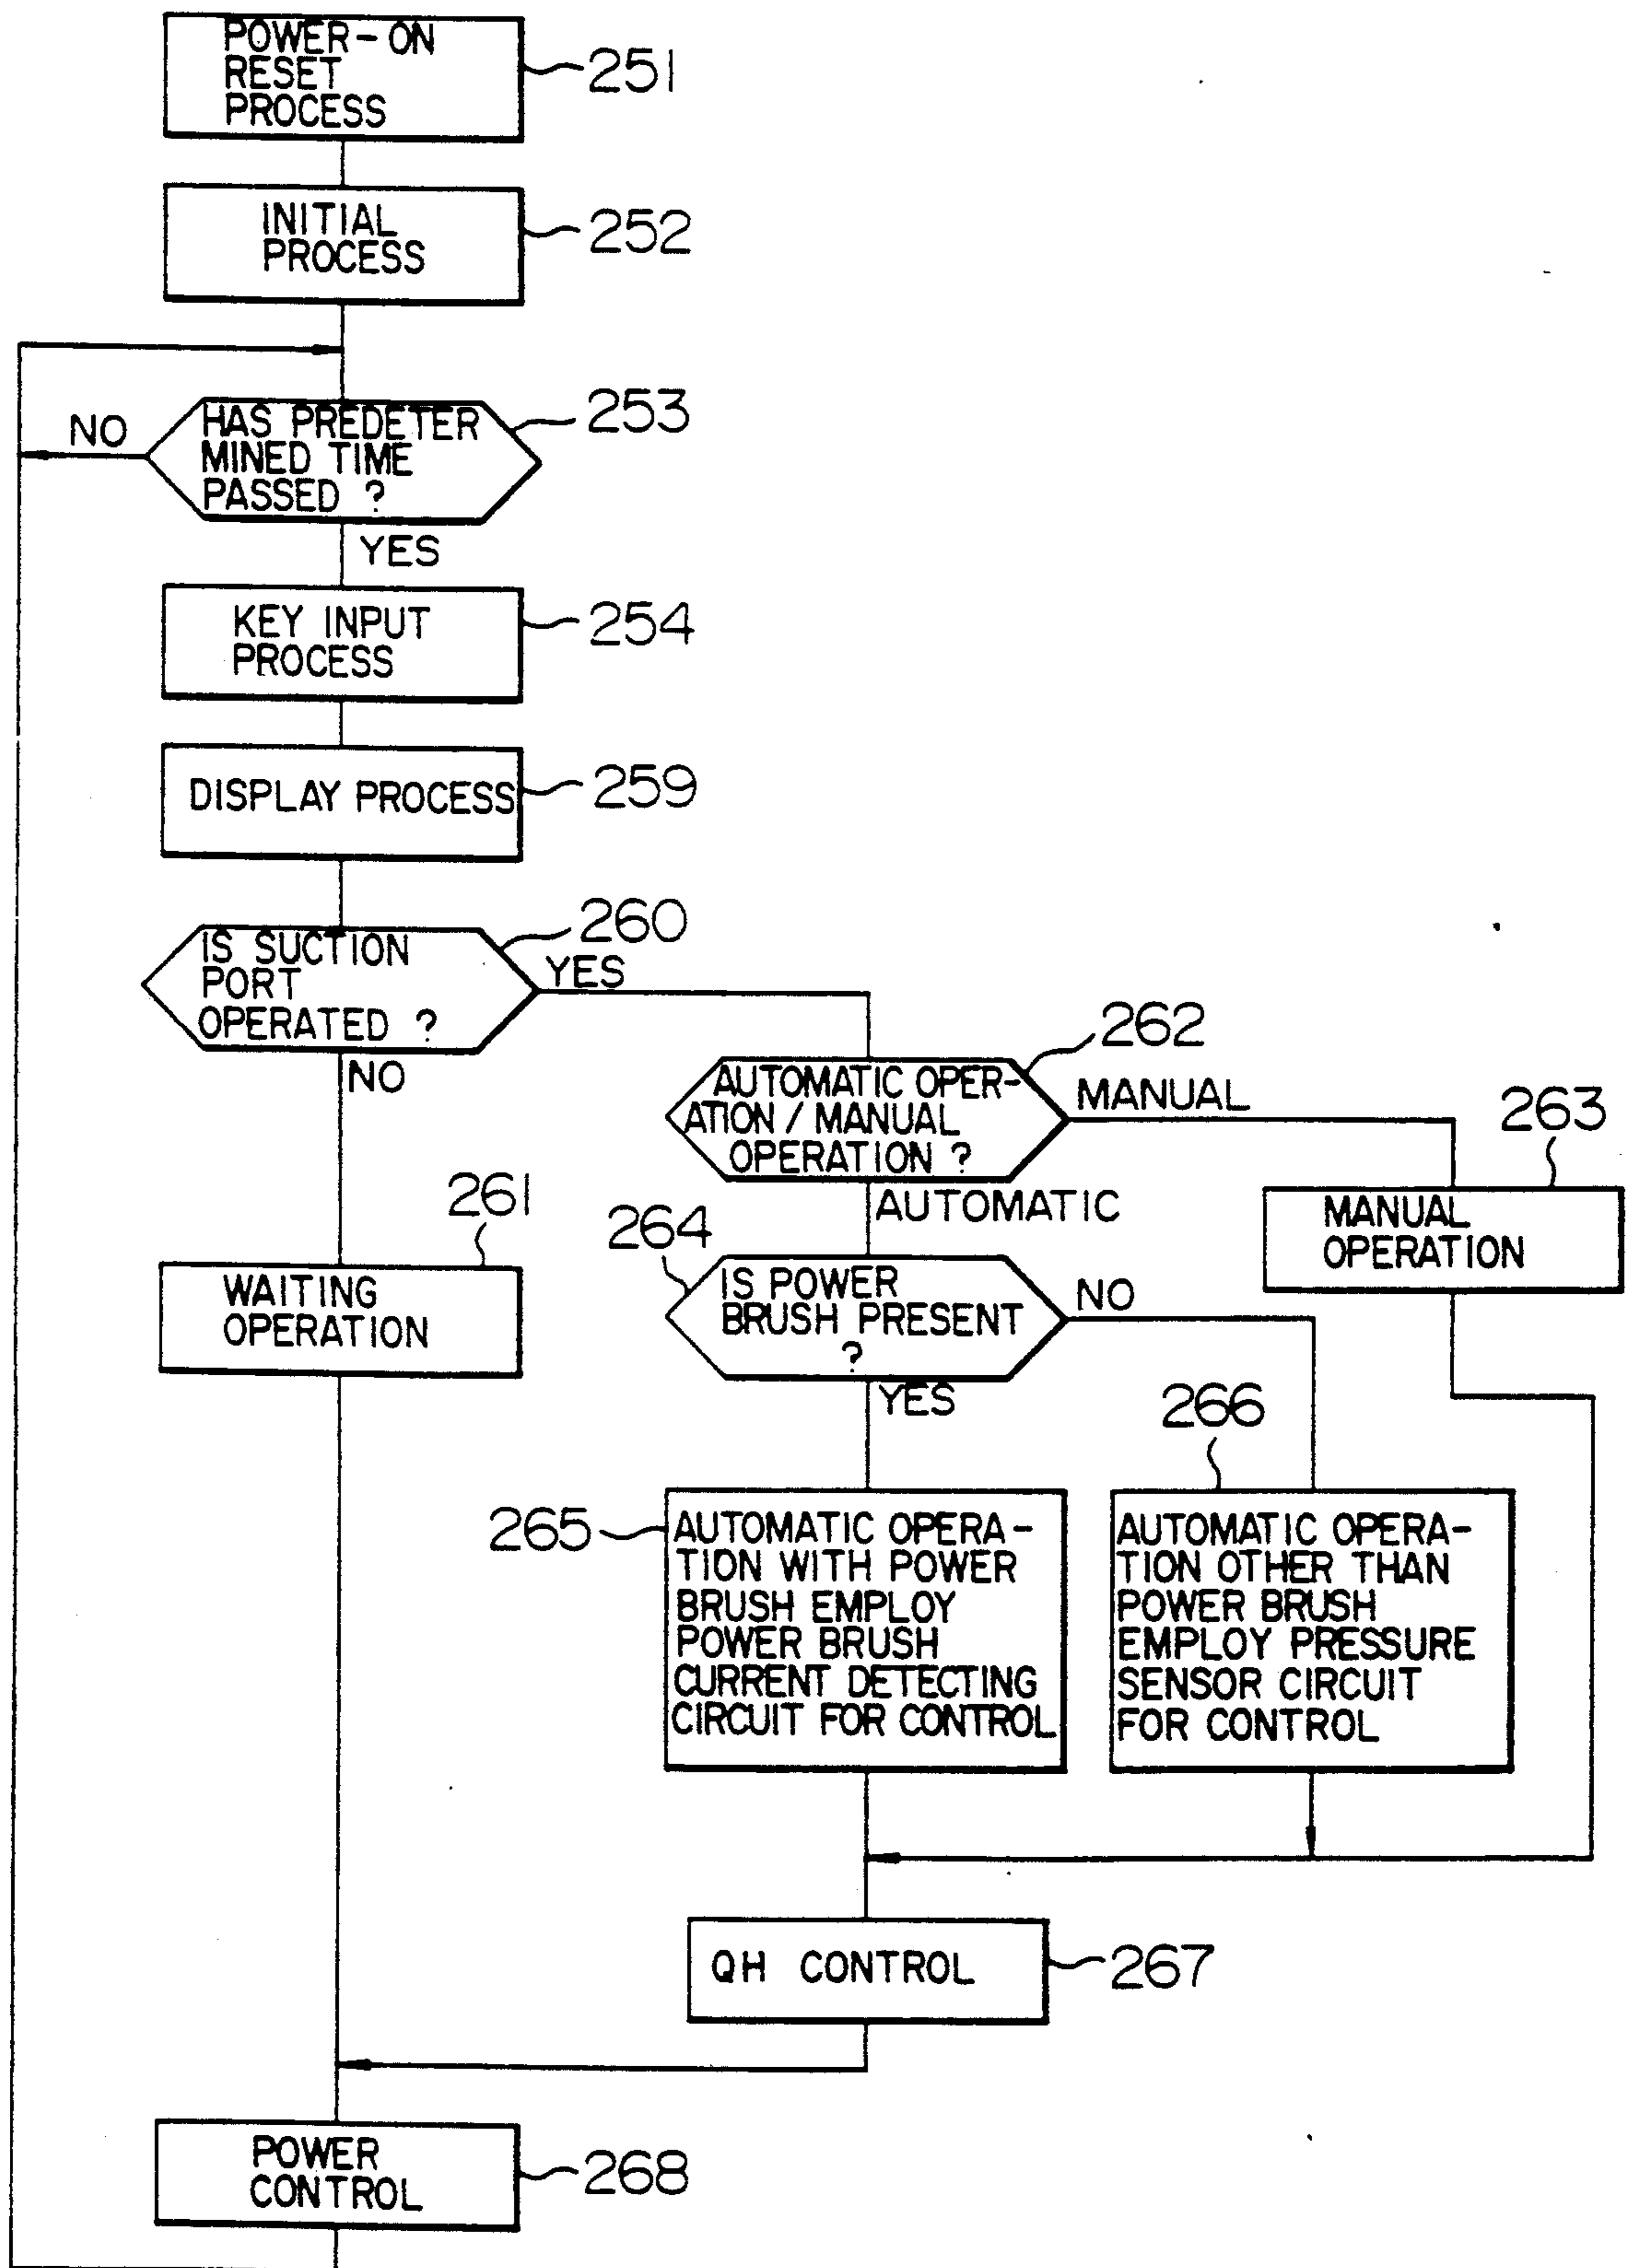 POWER-ON
RESET
PROCESS
251
INITIAL
PROCESS
252
HAS PREDETER
MINED TIME
PASSED ?
253
NO
YES
KEY INPUT
PROCESS
254
DISPLAY PROCESS
259
IS SUCTION
PORT
OPERATED ?
260
YES
NO
AUTOMATIC OPER-
ATION / MANUAL
OPERATION ?
262
MANUAL
263
MANUAL
OPERATION
AUTOMATIC
261
WAITING
OPERATION
264
IS POWER
BRUSH PRESENT
?
NO
YES
265
AUTOMATIC OPERA-
TION WITH POWER
BRUSH EMPLOY
POWER BRUSH
CURRENT DETECTING
CIRCUIT FOR CONTROL
266
AUTOMATIC OPERA-
TION OTHER THAN
POWER BRUSH
EMPLOY PRESSURE
SENSOR CIRCUIT
FOR CONTROL
QH CONTROL
267
POWER
CONTROL
268